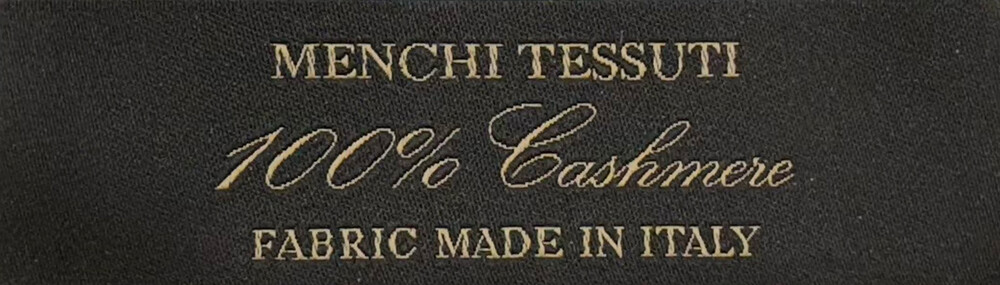 MENCHI TESSUTI
100% Cashmere
FABRIC MADE IN ITALY